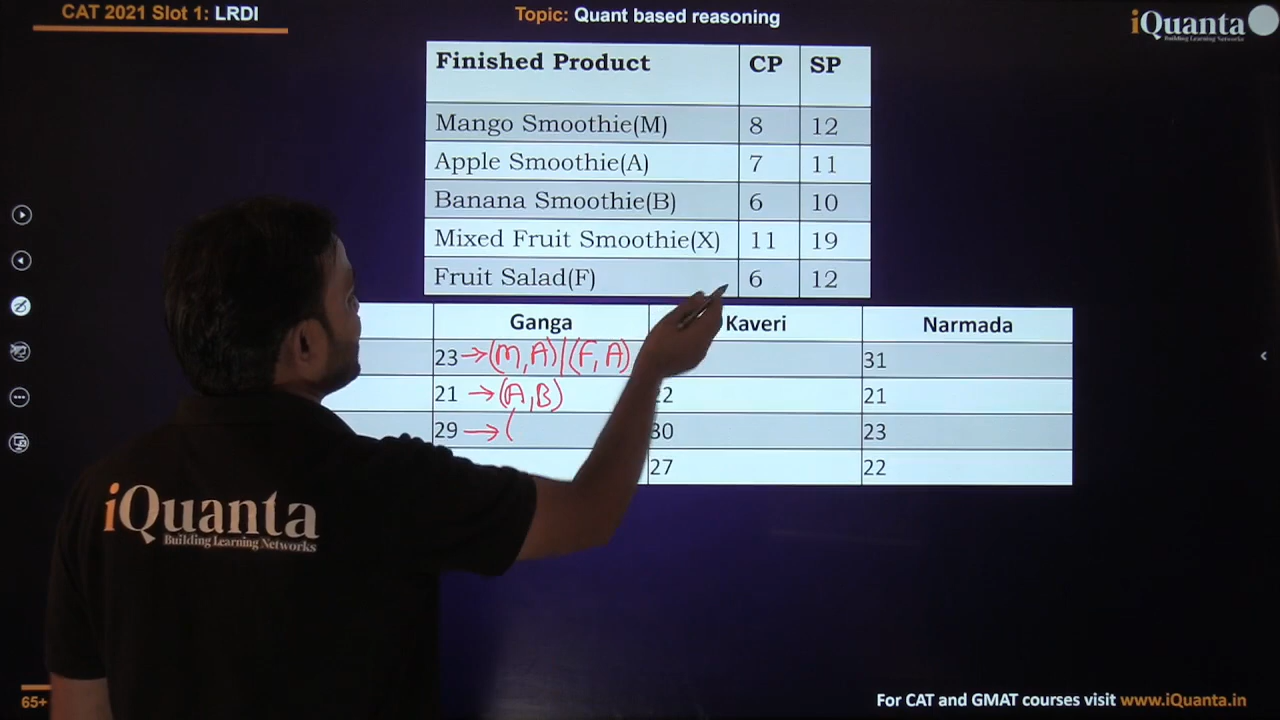 CAT 2021 Slot 1: LRDI
Topic: Quant based reasoning
iQuanta
Building Learning Networks
Finished Product CP SP
Mango Smoothie(M) 8 12
Apple Smoothie(A) 7 11
Banana Smoothie(B) 6 10
Mixed Fruit Smoothie(X) 11 19
Fruit Salad(F) 6 12
Ganga Kaveri Narmada
23 →(M,A)|(F,A) 31
21 →(A,B) 21
29 →( 30 23
27 22
iQuanta
Building Learning Networks
65+
For CAT and GMAT courses visit www.iQuanta.in